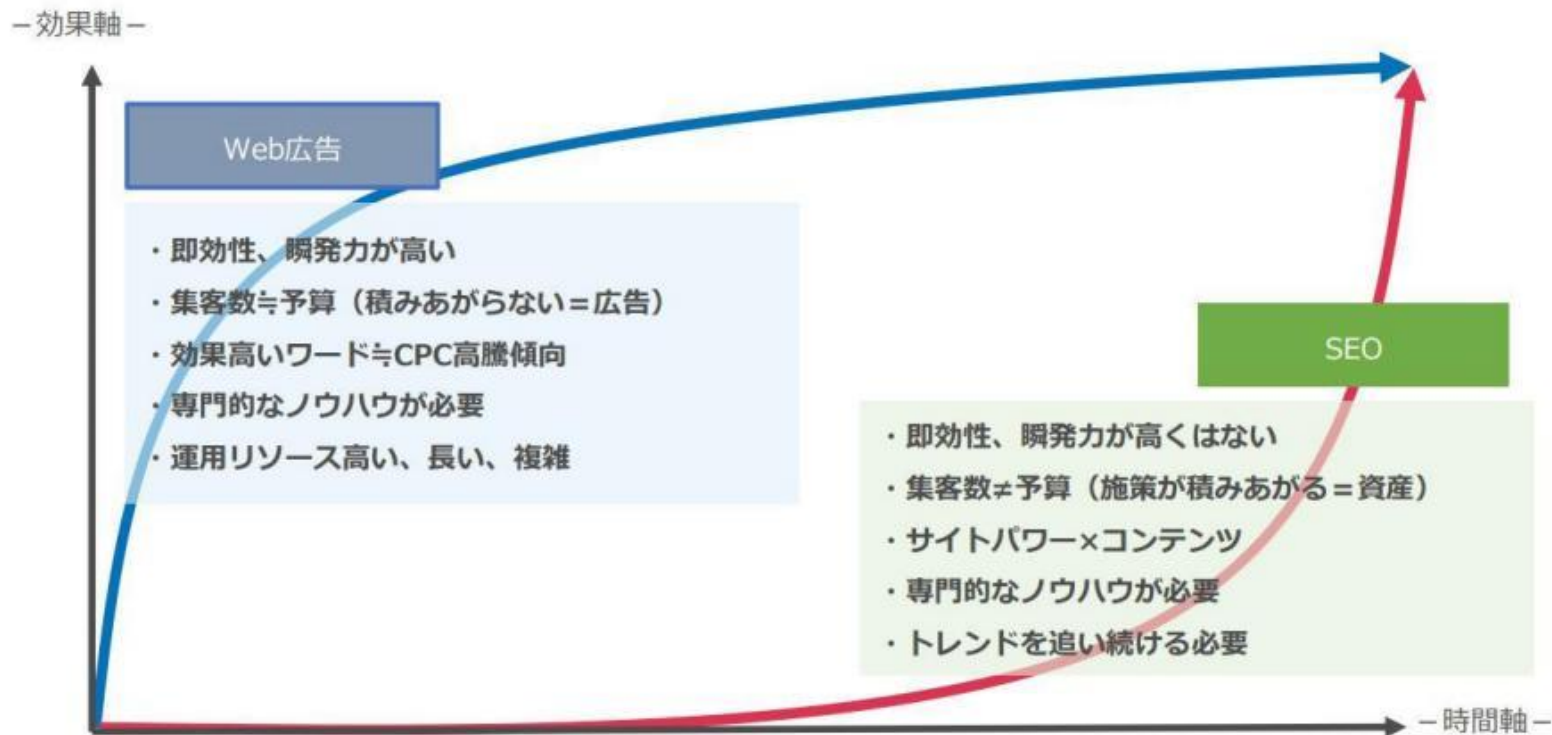 －効果軸－
Web広告
・即効性、瞬発力が高い
・集客数≒予算（積みあがらない＝広告）
・効果高いワード≒CPC高騰傾向
・専門的なノウハウが必要
・運用リソース高い、長い、複雑
SEO
・即効性、瞬発力が高くはない
・集客数≠予算（施策が積みあがる＝資産）
・サイトパワー×コンテンツ
・専門的なノウハウが必要
・トレンドを追い続ける必要
－時間軸－